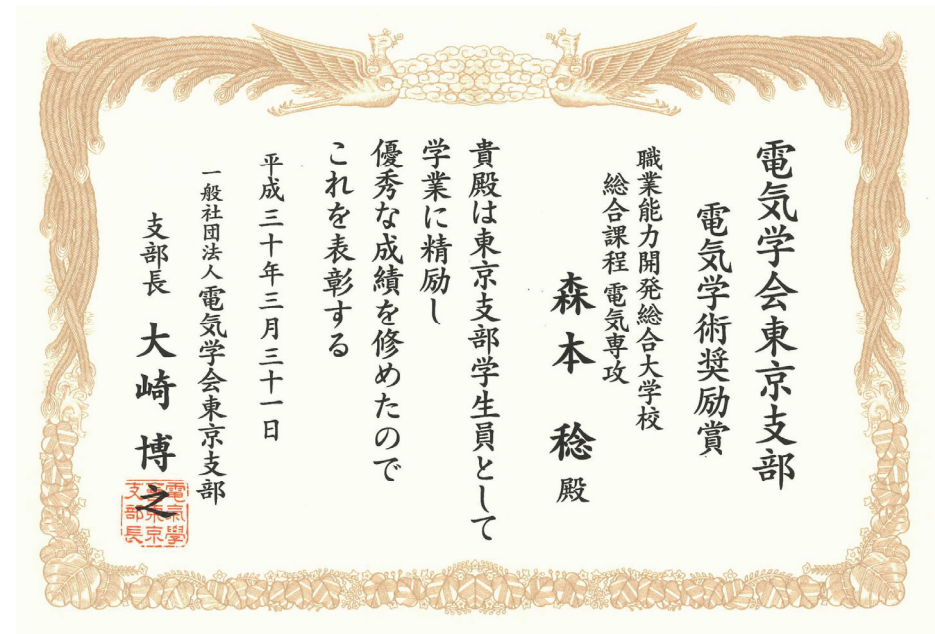 電気学会東京支部
電気学術奨励賞
職業能力開発総合大学校
総合課程 電気専攻
森本 稔 殿
貴殿は東京支部学生員として
学業に精励し
優秀な成績を修めたので
これを表彰する
平成三十年三月三十一日
一般社団法人電気学会東京支部
支部長 大崎博之
電氣學
会東京
支部長